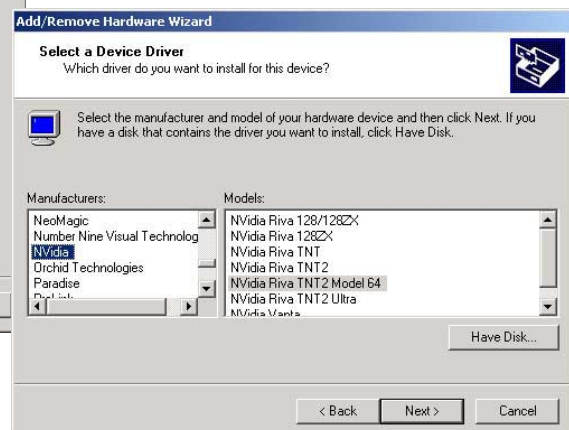 Add/Remove Hardware Wizard
Select a Device Driver
Which driver do you want to install for this device?
Select the manufacturer and model of your hardware device and then click Next. If you
have a disk that contains the driver you want to install, click Have Disk.
Manufacturers:
NeoMagic
Number Nine Visual Technolog
NVidia
Orchid Technologies
Paradise
Models:
NVidia Riva 128/128ZX
NVidia Riva 128ZX
NVidia Riva TNT
NVidia Riva TNT2
NVidia Riva TNT2 Model 64
NVidia Riva TNT2 Ultra
NVidia Vanta
Have Disk...
< Back
Next >
Cancel